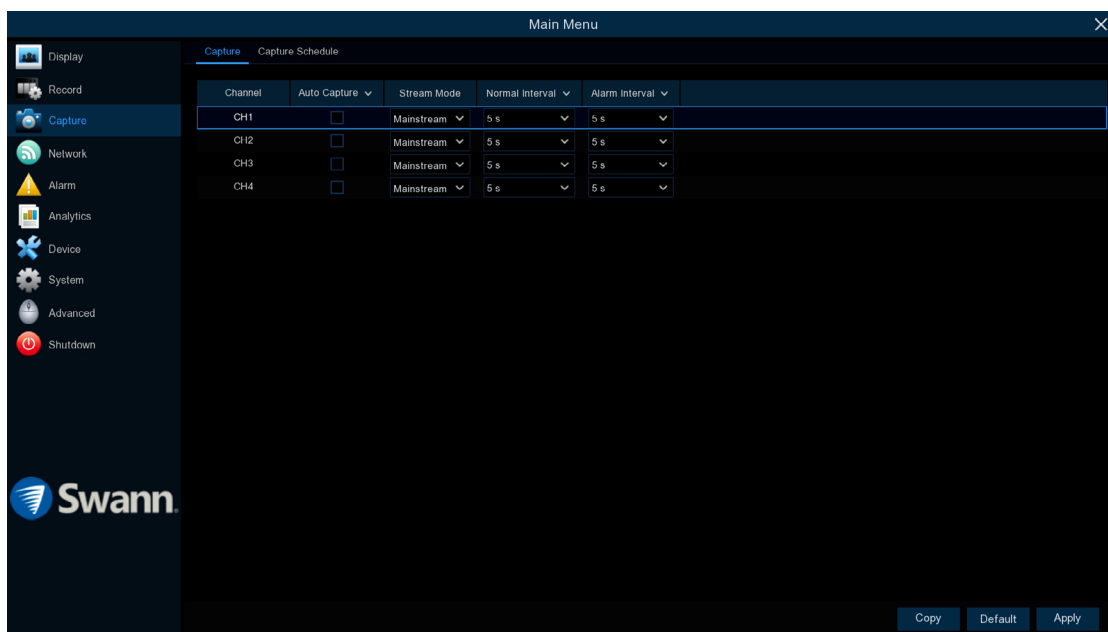 Main Menu
Display
Record
Capture
Network
Alarm
Analytics
Device
System
Advanced
Shutdown
Swann.
Capture Capture Schedule
Channel Auto Capture Stream Mode Normal Interval Alarm Interval
CH1 Mainstream 5 s 5 s
CH2 Mainstream 5 s 5 s
CH3 Mainstream 5 s 5 s
CH4 Mainstream 5 s 5 s
Copy Default Apply